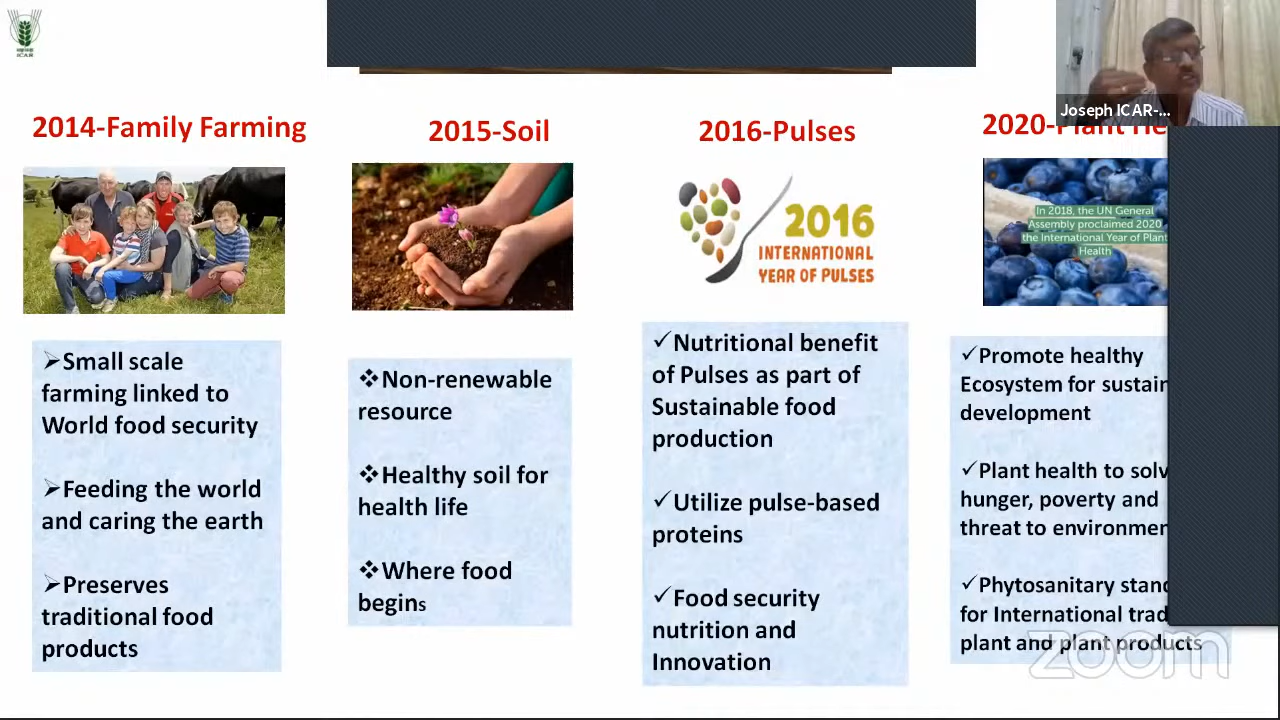 ICAR
Joseph ICAR-...
2014-Family Farming
2015-Soil
2016-Pulses
2020-Plant He
2016
INTERNATIONAL
YEAR OF PULSES
In 2018, the UN General
Assembly proclaimed 2020
the International Year of Plant
Health
➢Small scale
farming linked to
World food security
➢Feeding the world
and caring the earth
➢Preserves
traditional food
products
❖Non-renewable
resource
❖Healthy soil for
health life
❖Where food
begins
✓Nutritional benefit
of Pulses as part of
Sustainable food
production
✓Utilize pulse-based
proteins
✓Food security
nutrition and
Innovation
✓Promote healthy
Ecosystem for sustain
development
✓Plant health to solv
hunger, poverty and
threat to environmen
✓Phytosanitary stand
for International trad
plant and plant products
zoom